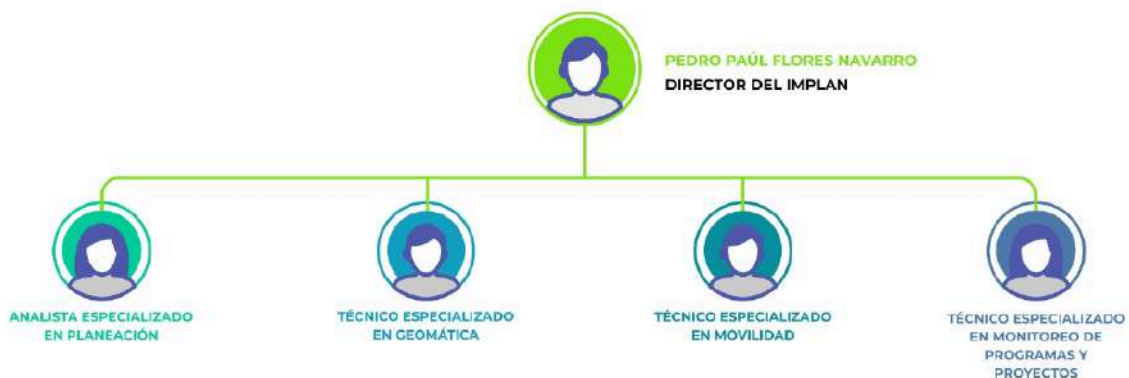 PEDRO PAÚL FLORES NAVARRO
DIRECTOR DEL IMPLAN
ANALISTA ESPECIALIZADO
EN PLANEACIÓN
TÉCNICO ESPECIALIZADO
EN GEOMÁTICA
TÉCNICO ESPECIALIZADO
EN MOVILIDAD
TÉCNICO ESPECIALIZADO
EN MONITOREO DE
PROGRAMAS Y
PROYECTOS